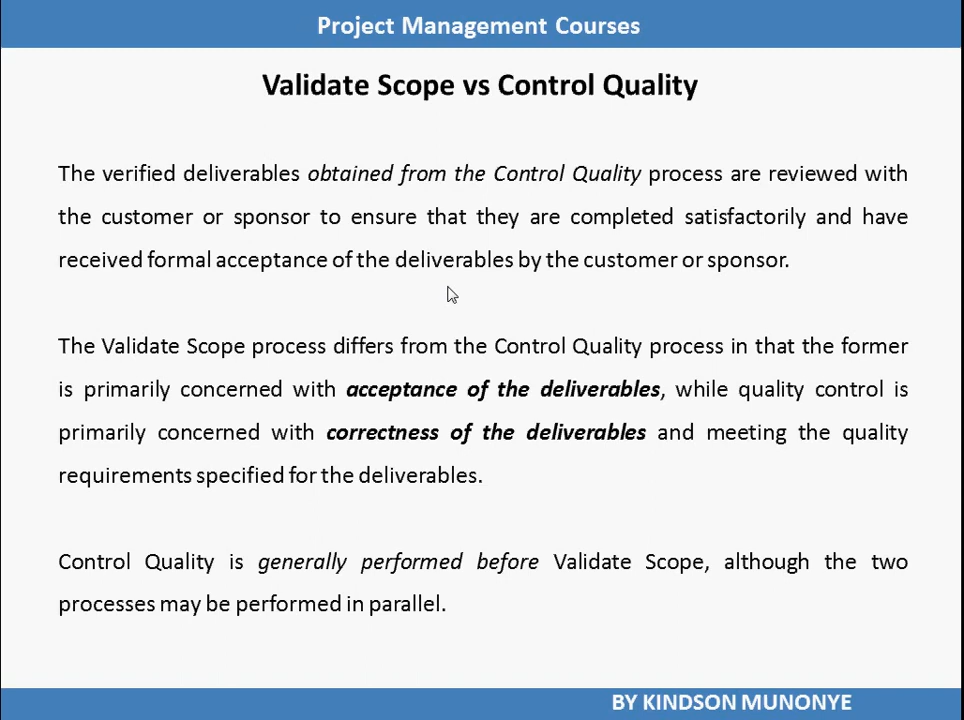 Project Management Courses
Validate Scope vs Control Quality
The verified deliverables obtained from the Control Quality process are reviewed with
the customer or sponsor to ensure that they are completed satisfactorily and have
received formal acceptance of the deliverables by the customer or sponsor.
The Validate Scope process differs from the Control Quality process in that the former
is primarily concerned with acceptance of the deliverables, while quality control is
primarily concerned with correctness of the deliverables and meeting the quality
requirements specified for the deliverables.
Control Quality is generally performed before Validate Scope, although the two
processes may be performed in parallel.
BY KINDSON MUNONYE